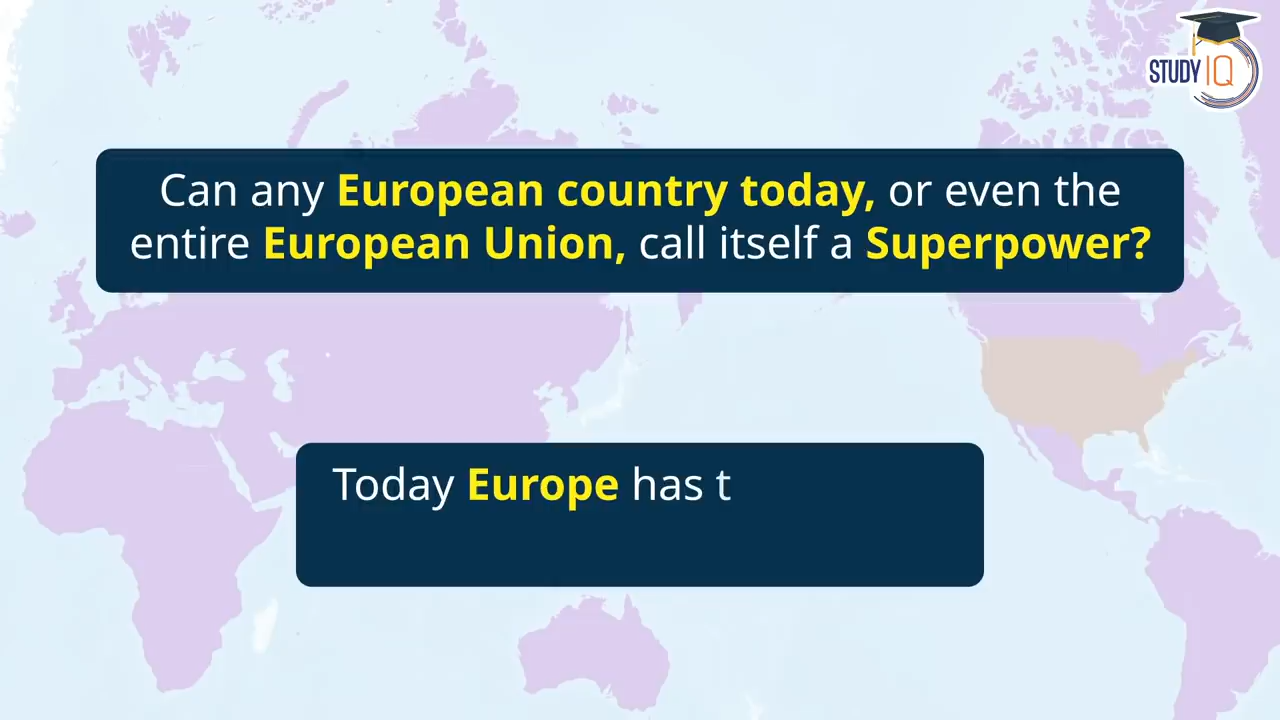 STUDY IQ
Can any European country today, or even the
entire European Union, call itself a Superpower?
Today Europe has t